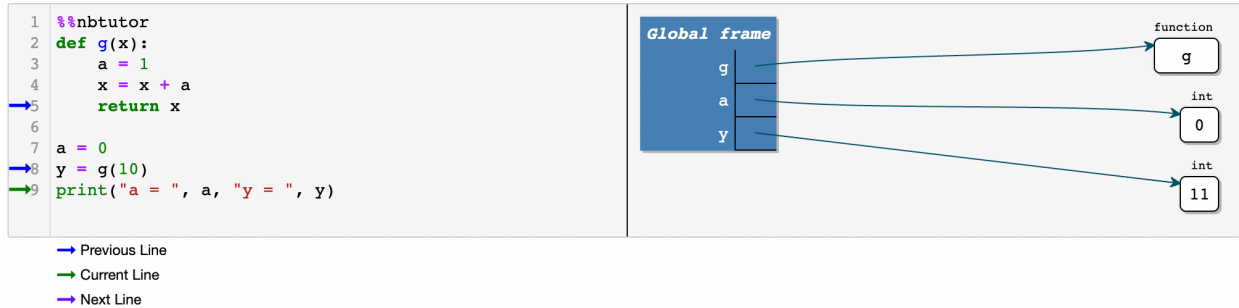 1 %%nbtutor
2 def g(x):
3     a = 1
4     x = x + a
5     return x
6
7 a = 0
8 y = g(10)
9 print("a = ", a, "y = ", y)
Previous Line
Current Line
Next Line
Global frame
g
a
y
function
g
int
0
int
11